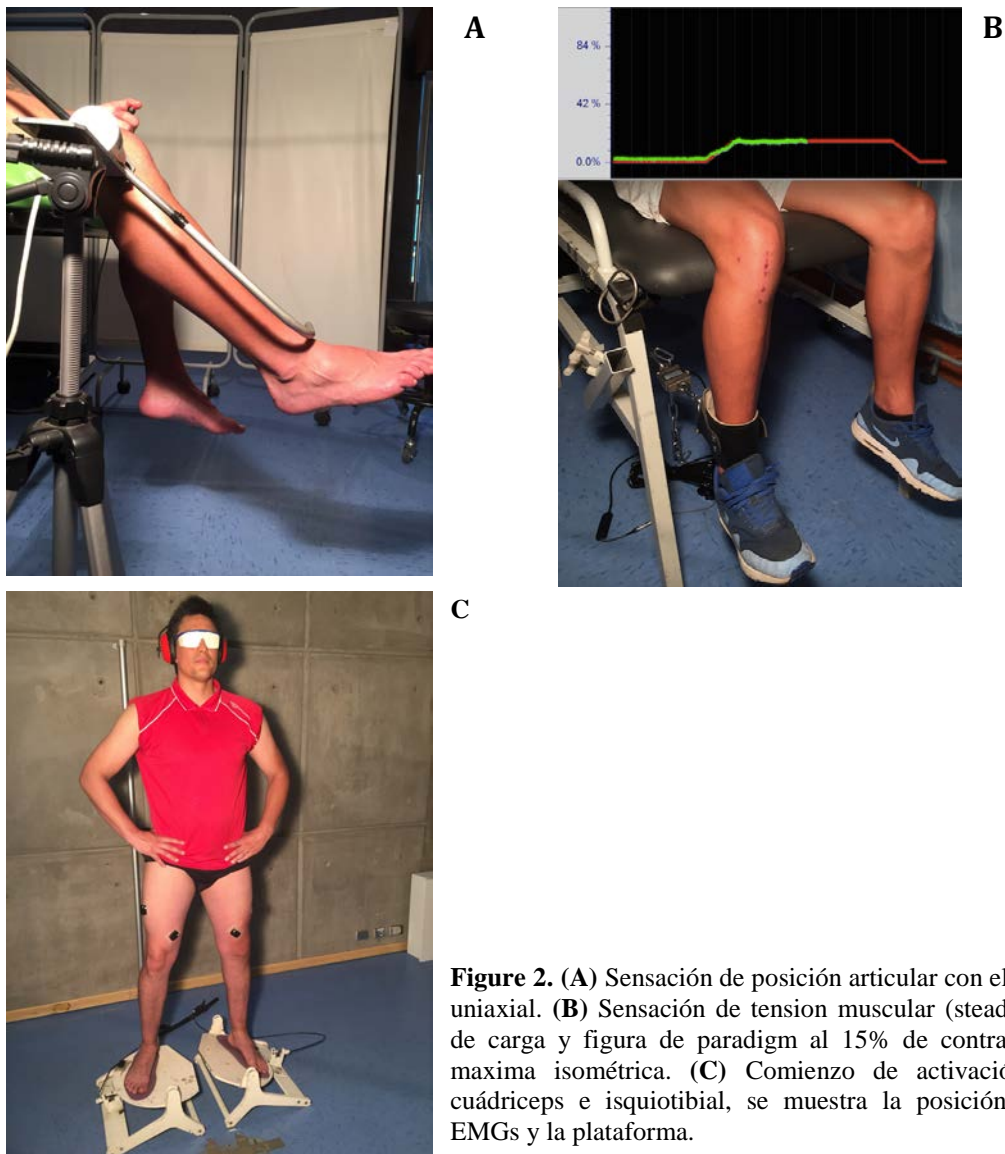 A
B
84 %
42 %
0.0%
C
Figure 2. (A) Sensación de posición articular con el
uniaxial. (B) Sensación de tension muscular (stead
de carga y figura de paradigm al 15% de contra
maxima isométrica. (C) Comienzo de activació
cuádriceps e isquiotibial, se muestra la posición
EMGs y la plataforma.